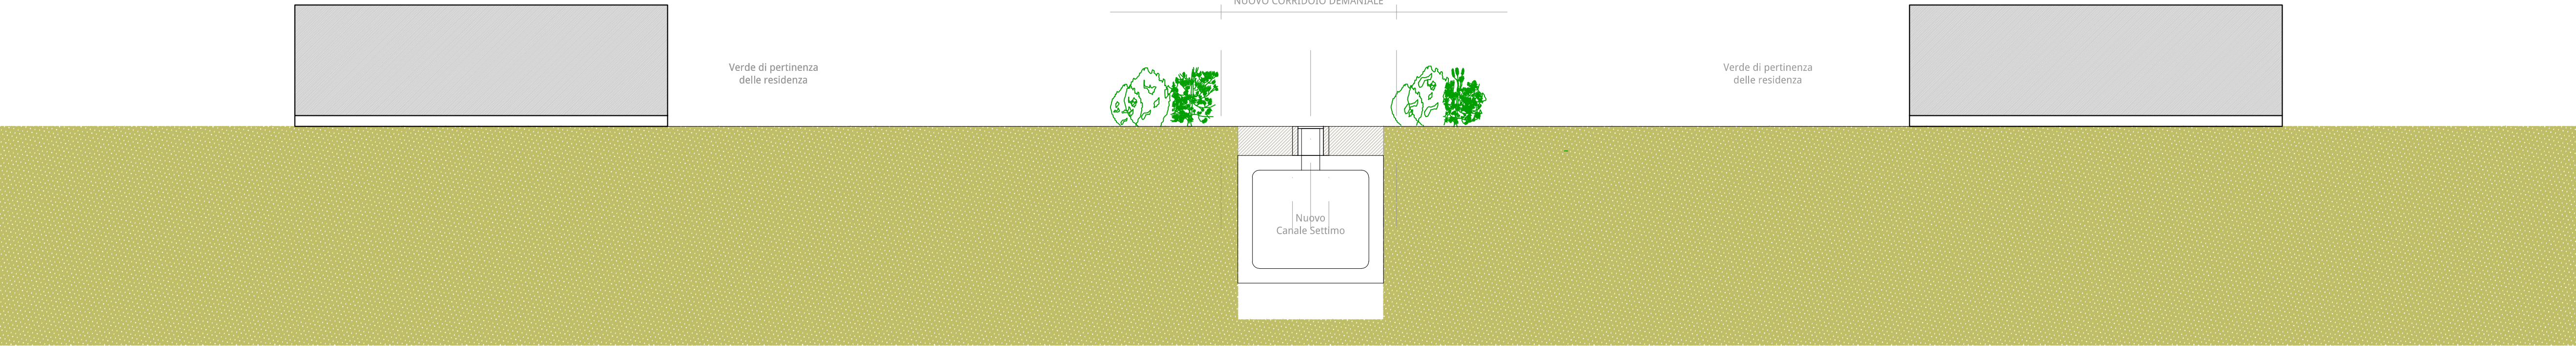 NUOVO CORRIDOIO DEMANIALE
Verde di pertinenza
delle residenza
Verde di pertinenza
delle residenza
Nuovo
Canale Settimo